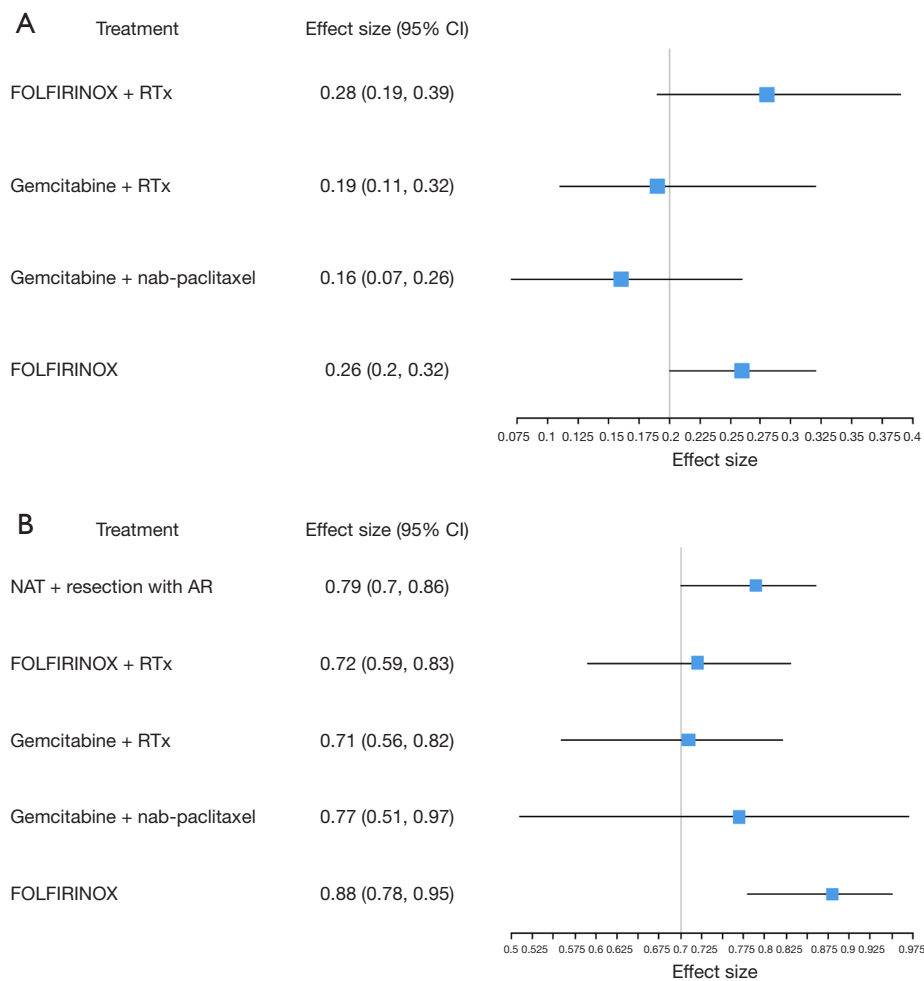 A
Treatment Effect size (95% CI)
FOLFIRINOX + RTx 0.28 (0.19, 0.39)
Gemcitabine + RTx 0.19 (0.11, 0.32)
Gemcitabine + nab-paclitaxel 0.16 (0.07, 0.26)
FOLFIRINOX 0.26 (0.2, 0.32)
0.075 0.1 0.125 0.15 0.175 0.2 0.225 0.25 0.275 0.3 0.325 0.35 0.375 0.4
Effect size
B
Treatment Effect size (95% CI)
NAT + resection with AR 0.79 (0.7, 0.86)
FOLFIRINOX + RTx 0.72 (0.59, 0.83)
Gemcitabine + RTx 0.71 (0.56, 0.82)
Gemcitabine + nab-paclitaxel 0.77 (0.51, 0.97)
FOLFIRINOX 0.88 (0.78, 0.95)
0.5 0.525 0.575 0.6 0.625 0.675 0.7 0.725 0.775 0.8 0.825 0.875 0.9 0.925 0.975
Effect size